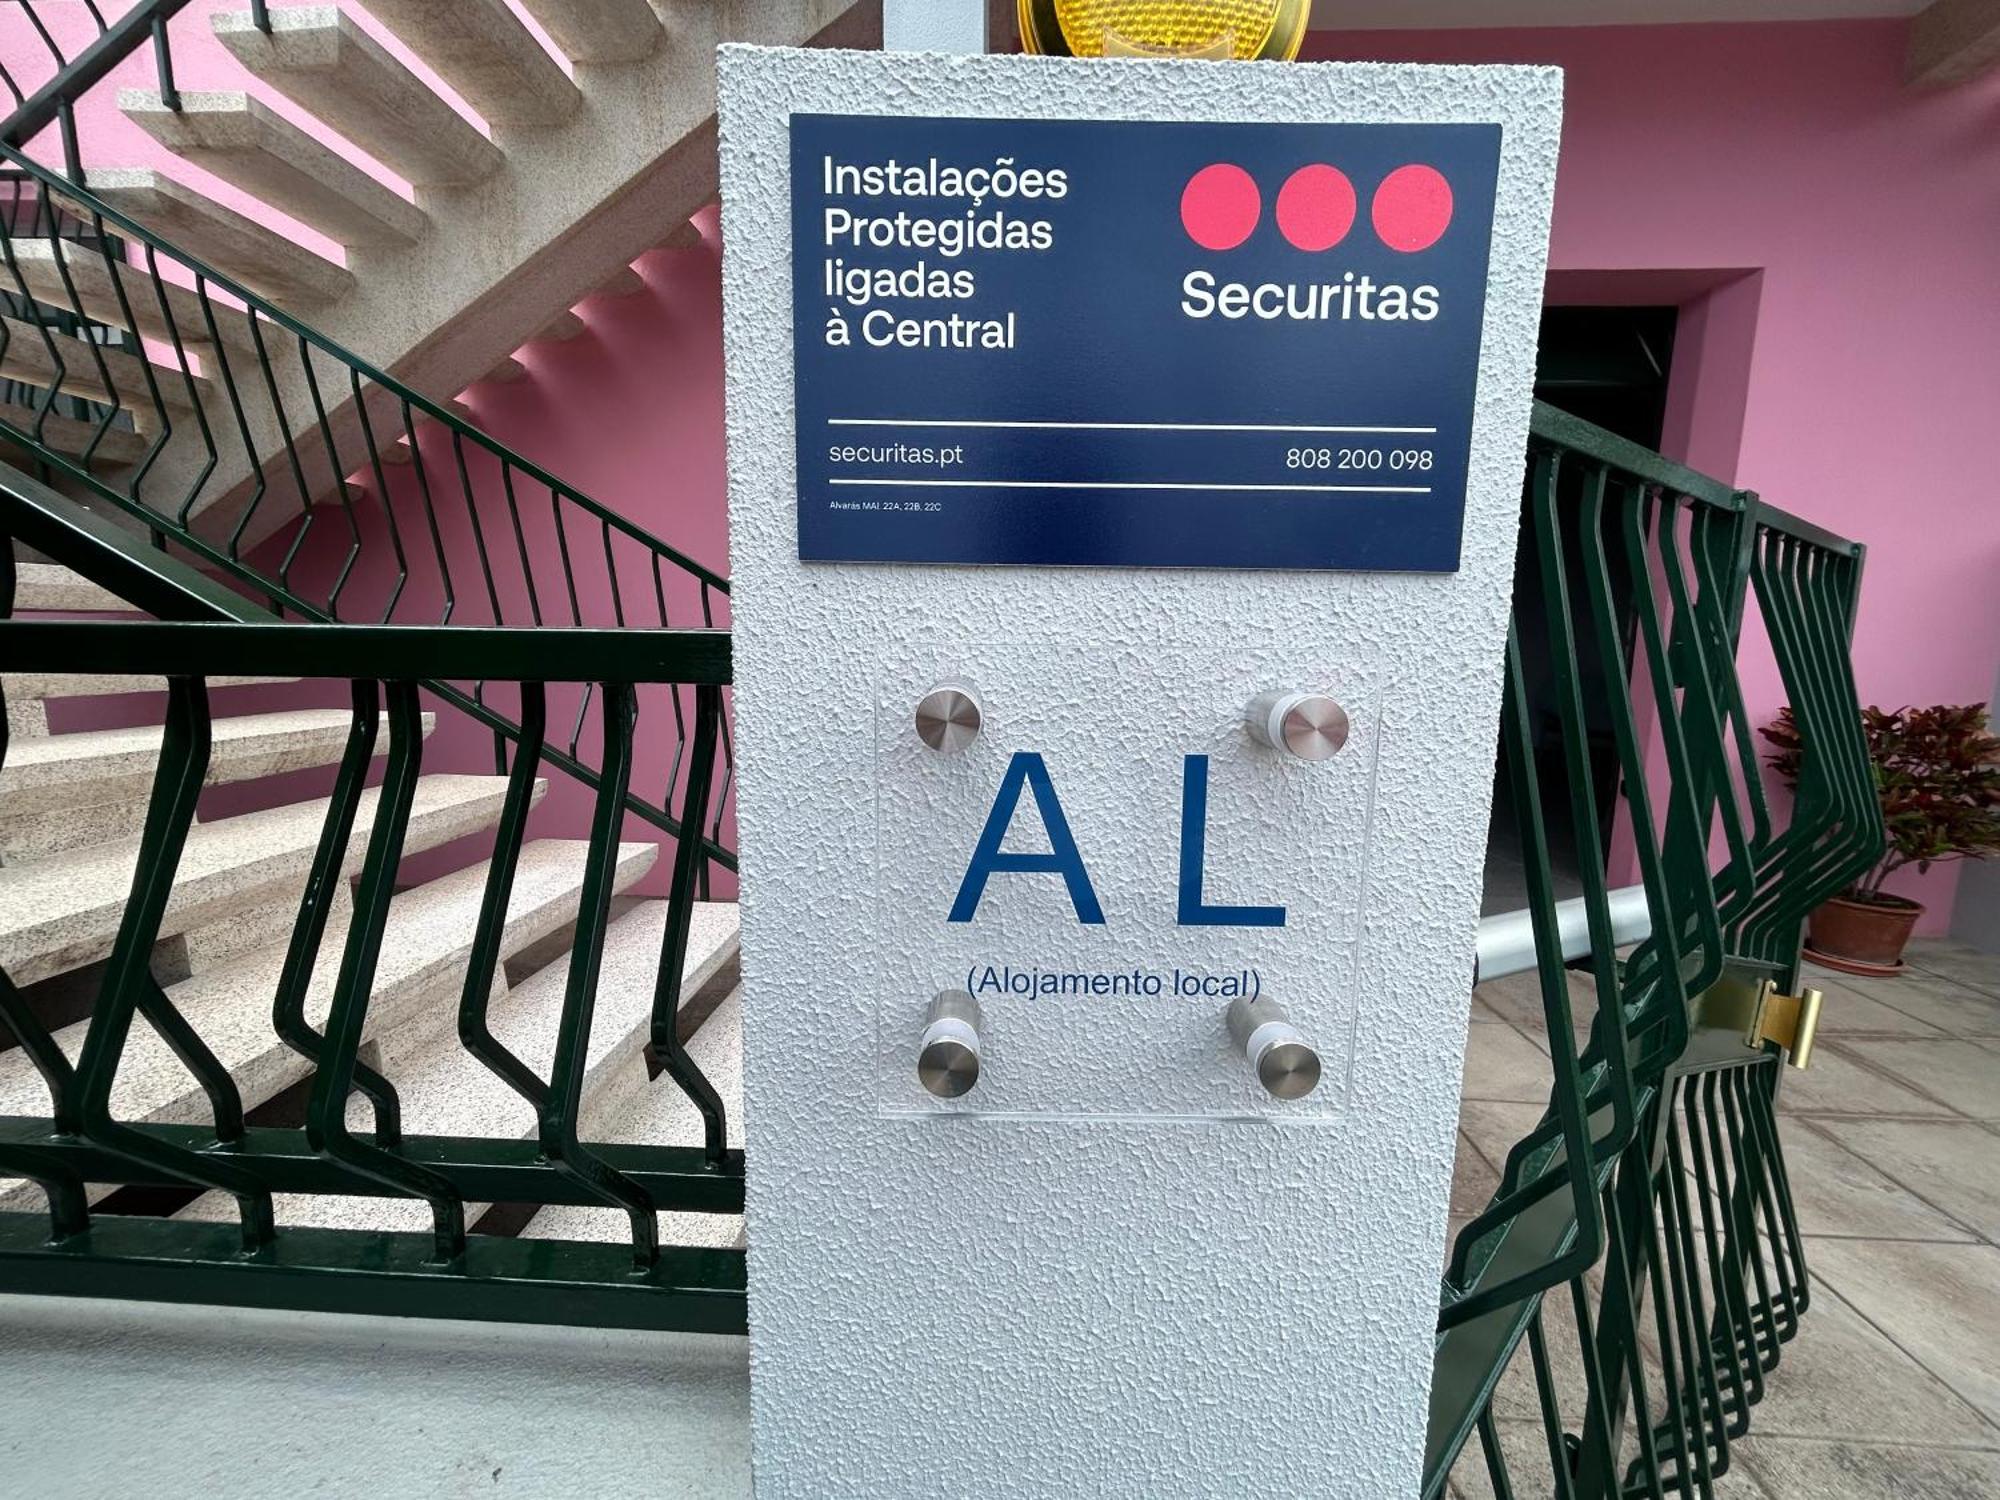 Instalações
Protegidas
ligadas
à Central
Securitas
securitas.pt 808 200 098
Alvarás MAI. 22A, 22B, 22C
A L
(Alojamento local)